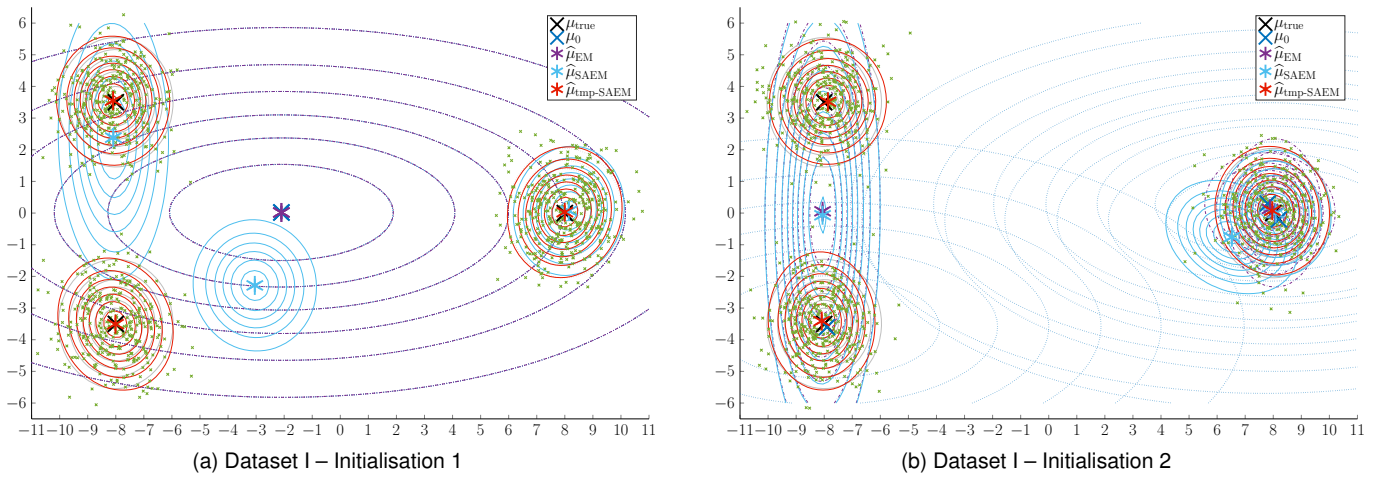 6
5
4
3
2
1
0
−1
−2
−3
−4
−5
−6
−11 −10 −9 −8 −7 −6 −5 −4 −3 −2 −1 0 1 2 3 4 5 6 7 8 9 10 11
μtrue
μ0
μ̂EM
μ̂SAEM
μ̂tmp-SAEM
(a) Dataset I – Initialisation 1
6
5
4
3
2
1
0
−1
−2
−3
−4
−5
−6
−11 −10 −9 −8 −7 −6 −5 −4 −3 −2 −1 0 1 2 3 4 5 6 7 8 9 10 11
μtrue
μ0
μ̂EM
μ̂SAEM
μ̂tmp-SAEM
(b) Dataset I – Initialisation 2